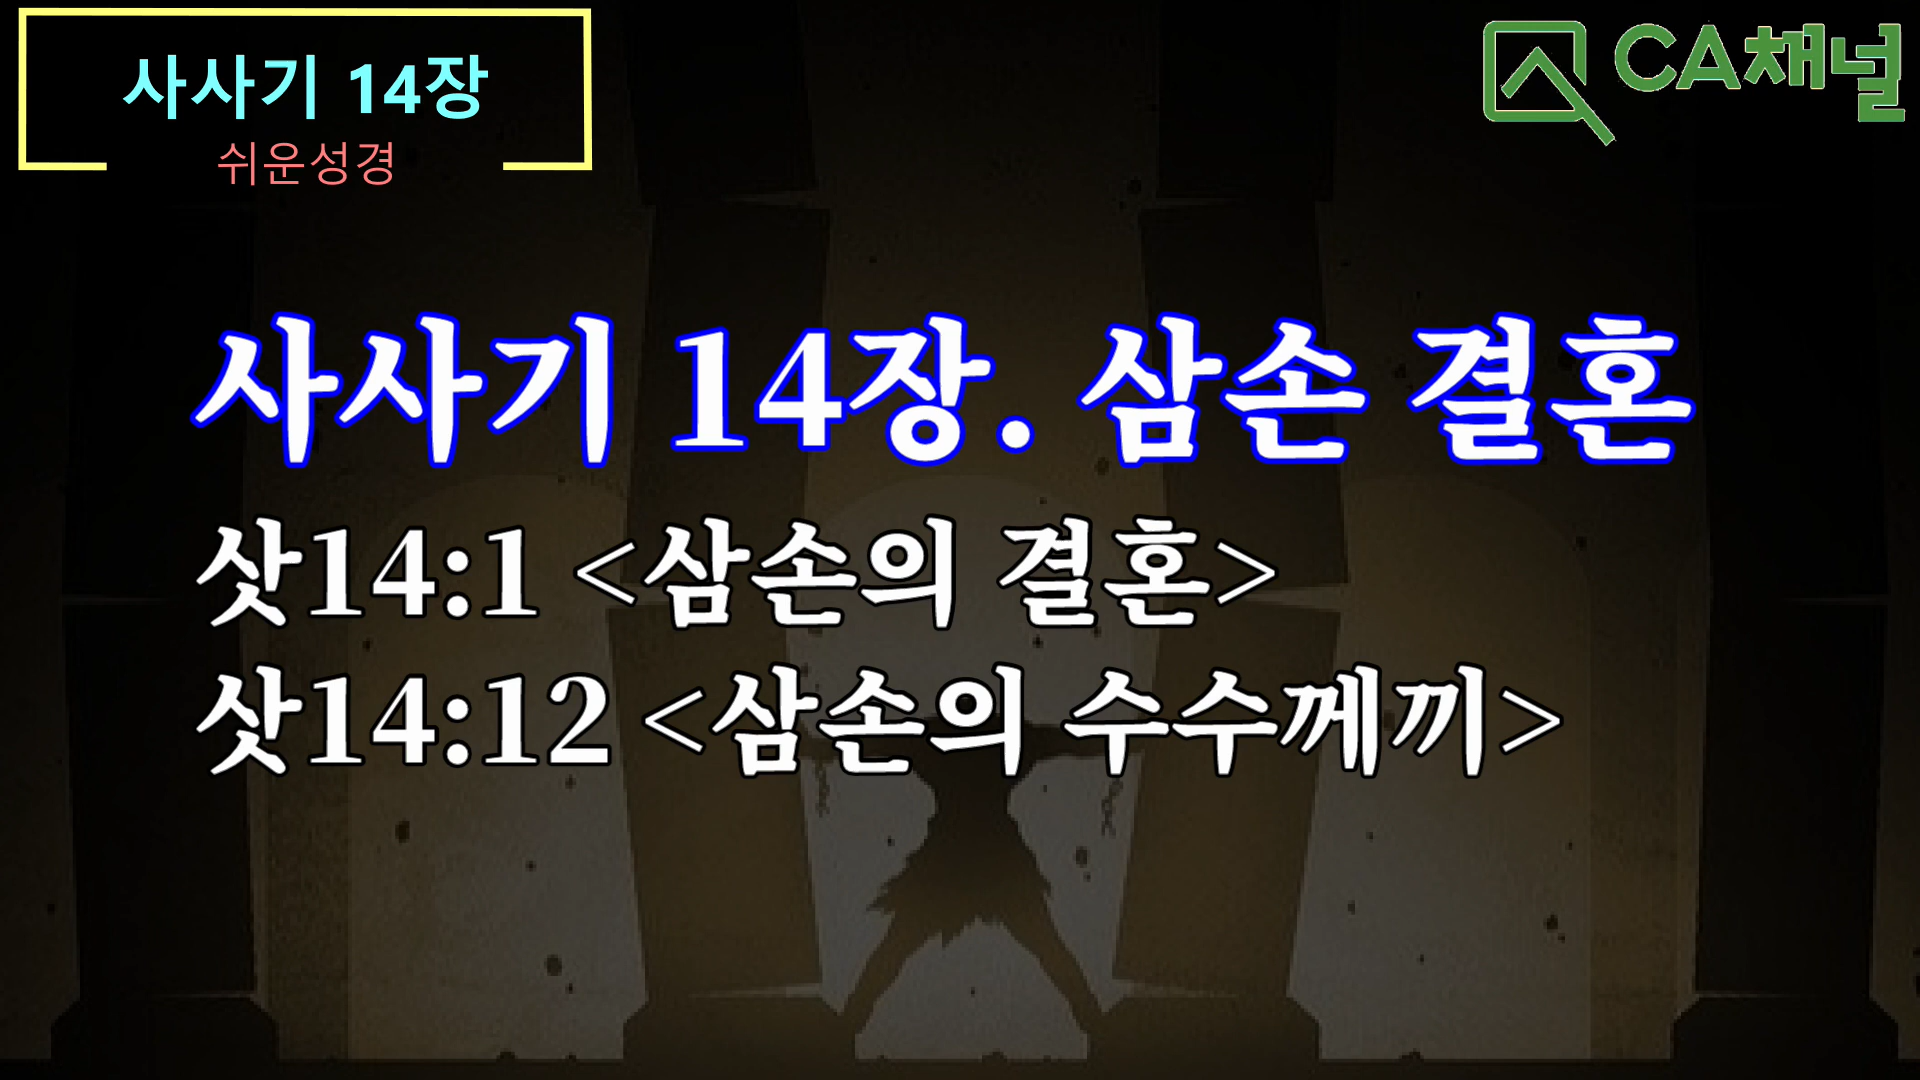 사사기 14장
쉬운성경
CA채널
사사기 14장. 삼손 결혼
삿14:1 <삼손의 결혼>
삿14:12 <삼손의 수수께끼>